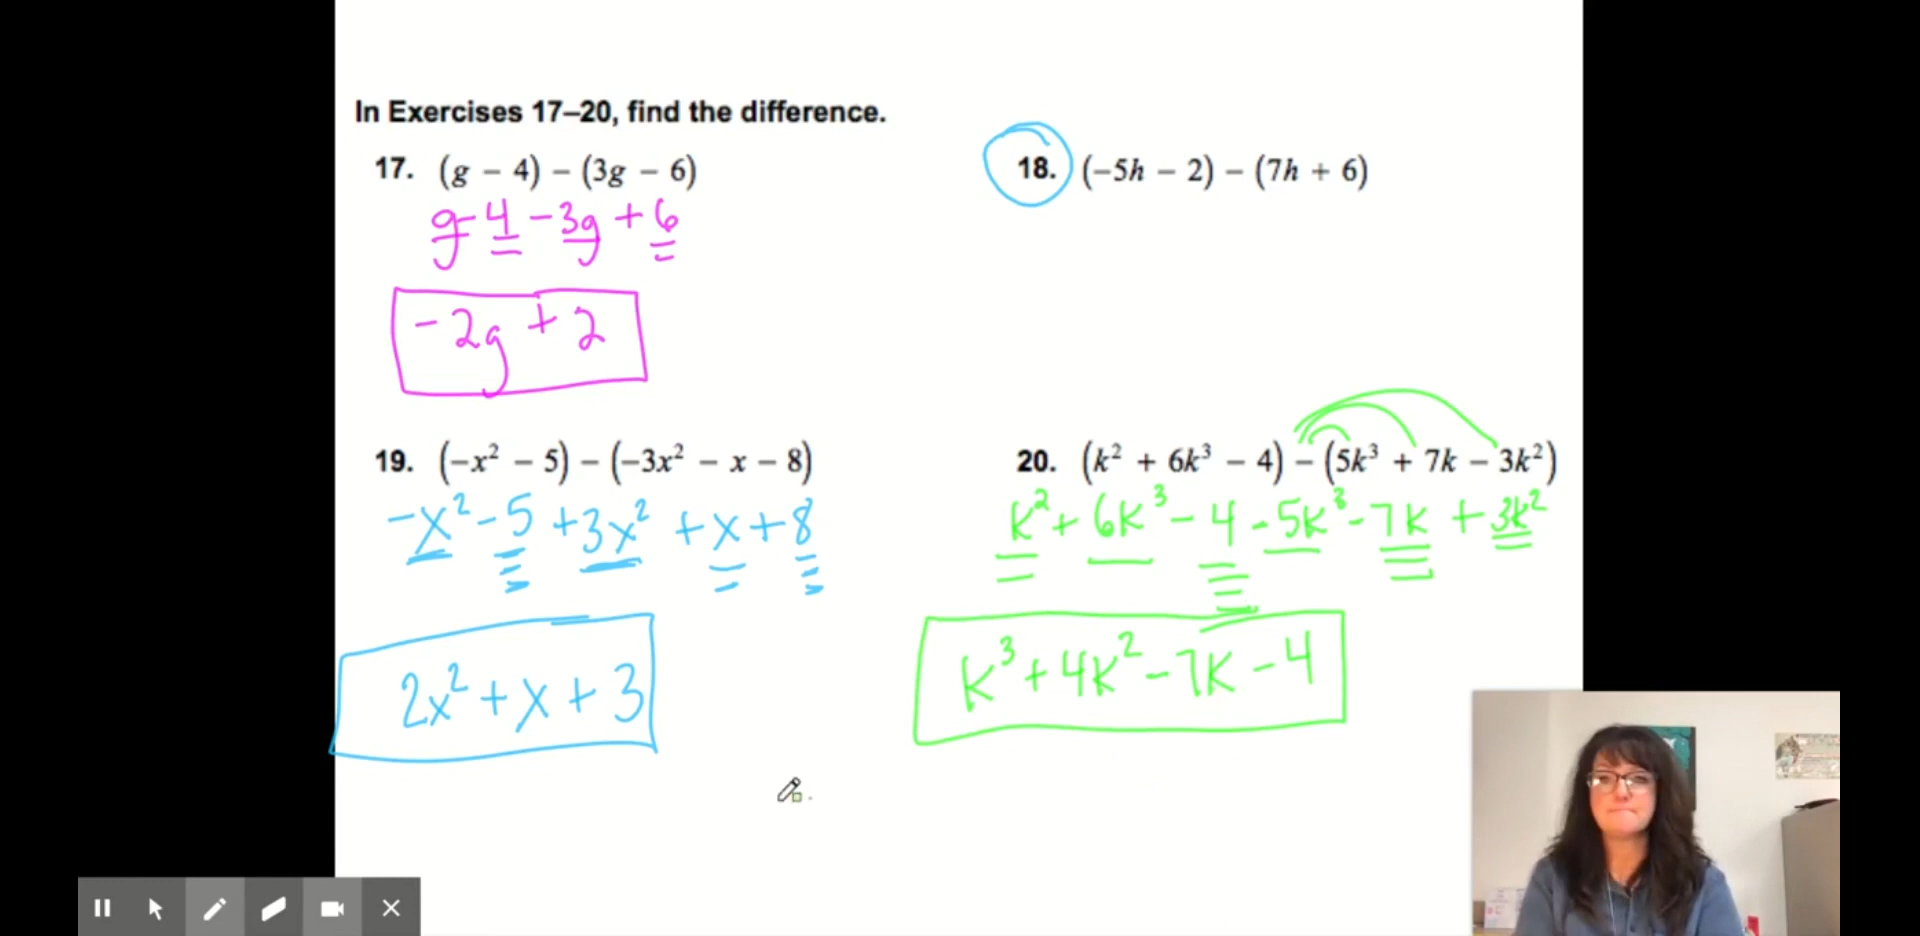 In Exercises 17–20, find the difference.
17. (g − 4) − (3g − 6)
g - 4 - 3g + 6
-2g + 2
18. (−5h − 2) − (7h + 6)
19. (−x² − 5) − (−3x² − x − 8)
-x² - 5 + 3x² + x + 8
2x² + x + 3
20. (k² + 6k³ − 4) − (5k³ + 7k − 3k²)
k² + 6k³ - 4 - 5k³ - 7k + 3k²
k³ + 4k² - 7k - 4